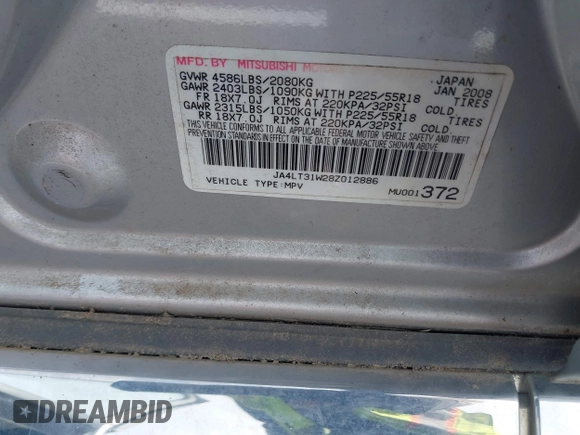 MFD. BY MITSUBISHI JAPAN
GVWR 4586LBS/2080KG JAN 2008
GAWR 2403LBS/1090KG WITH P225/55R18 TIRES
FR 18X7.0J RIMS AT 220KPA/32PSI COLD
GAWR 2315LBS/1050KG WITH P225/55R18 TIRES
RR 18X7.0J RIMS AT 220KPA/32PSI COLD
THIS VEHICLE CONFORMS TO ALL APPLICABLE FEDERAL MOTOR VEHICLE SAFETY AND THEFT
PREVENTION STANDARDS IN EFFECT ON THE DATE OF MANUFACTURE SHOWN ABOVE.
JA4LT31W28Z012886
VEHICLE TYPE:MPV MU001372
DREAMBID